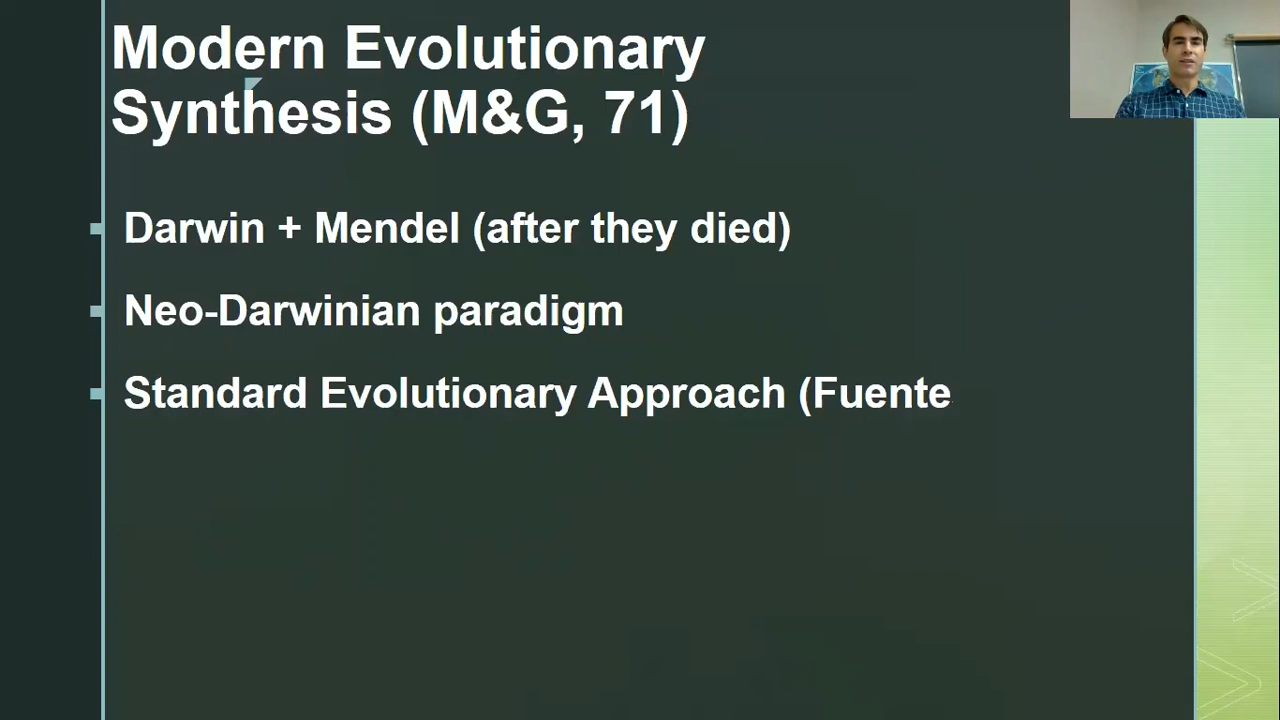 Modern Evolutionary
Synthesis (M&G, 71)
Darwin + Mendel (after they died)
Neo-Darwinian paradigm
Standard Evolutionary Approach (Fuente